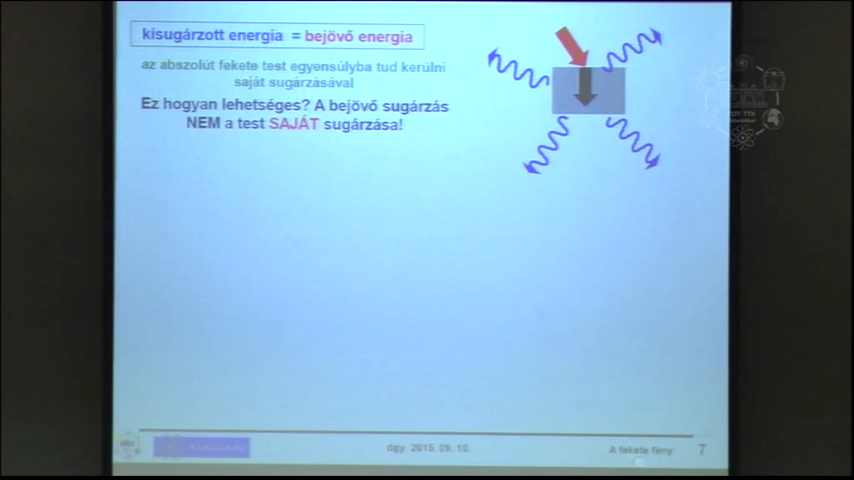 kisugárzott energia = bejövő energia
az abszolút fekete test egyensúlyba tud kerülni
saját sugárzásával
Ez hogyan lehetséges? A bejövő sugárzás
NEM a test SAJÁT sugárzása!
dgy 2015. 09. 10.
A fekete fény
7